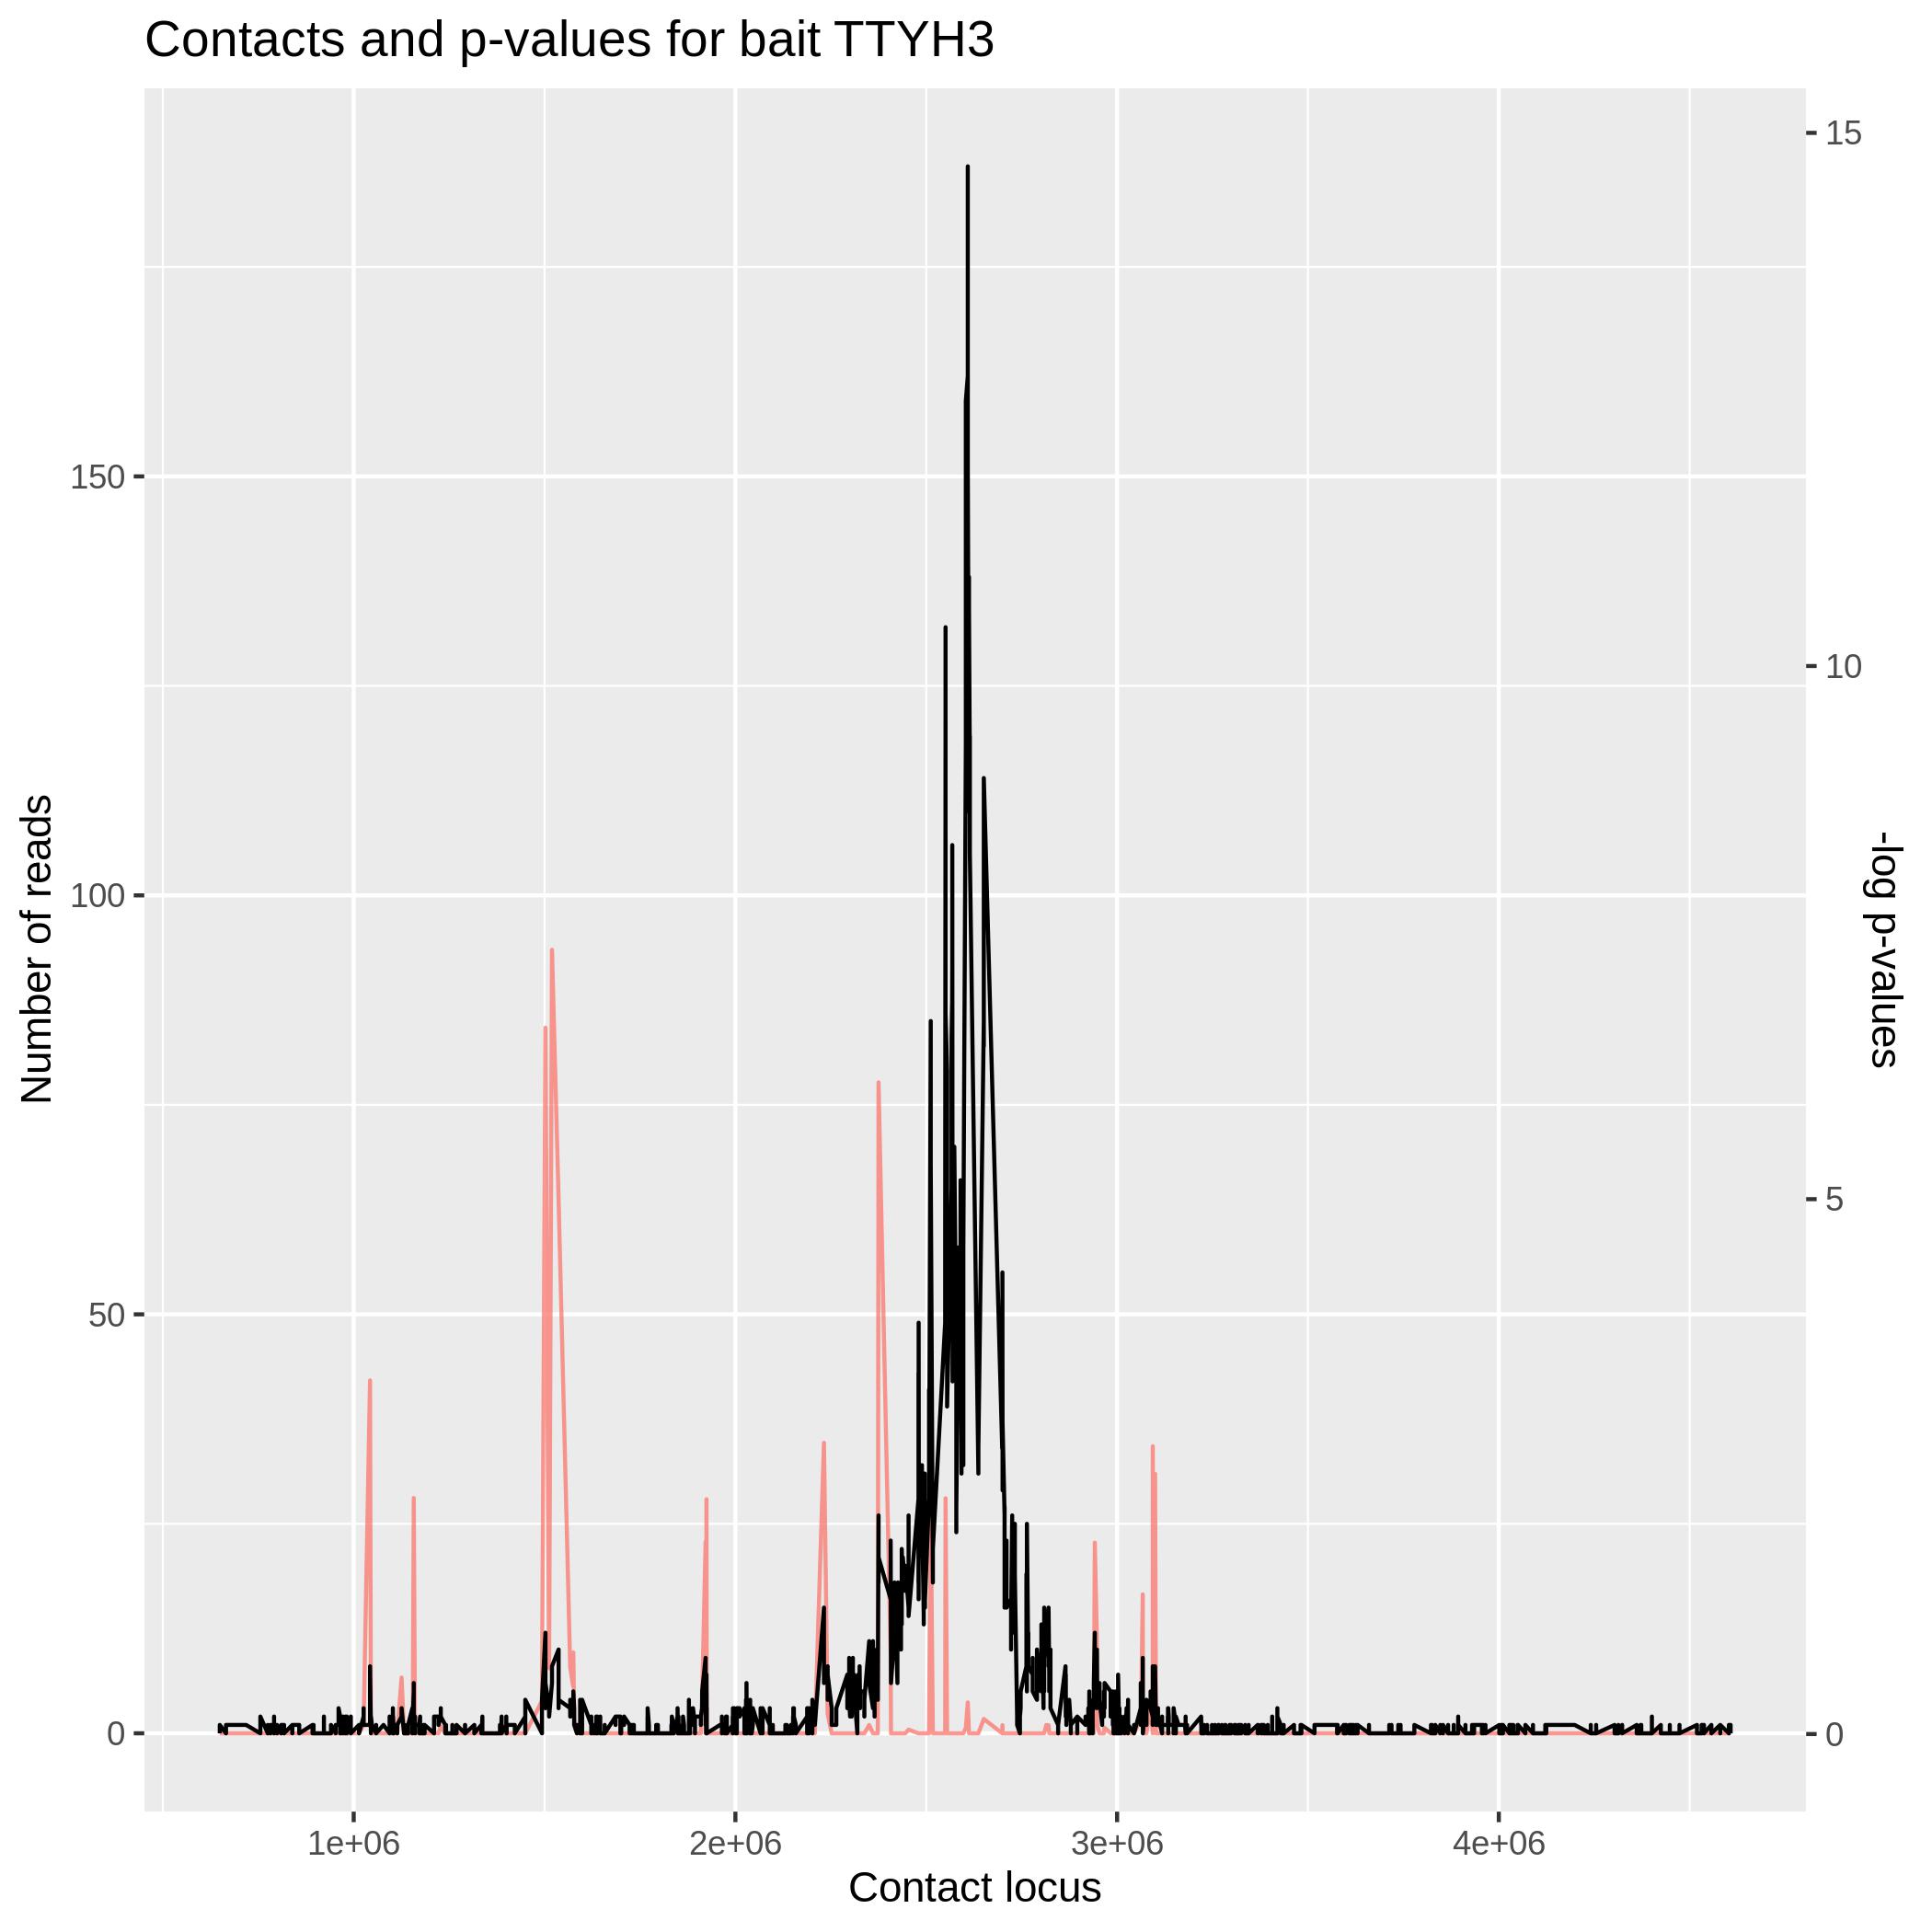 Contacts and p-values for bait TTYH3
15
150
10
100
Number of reads
-log p-values
5
50
0
0
1e+06
2e+06
3e+06
4e+06
Contact locus